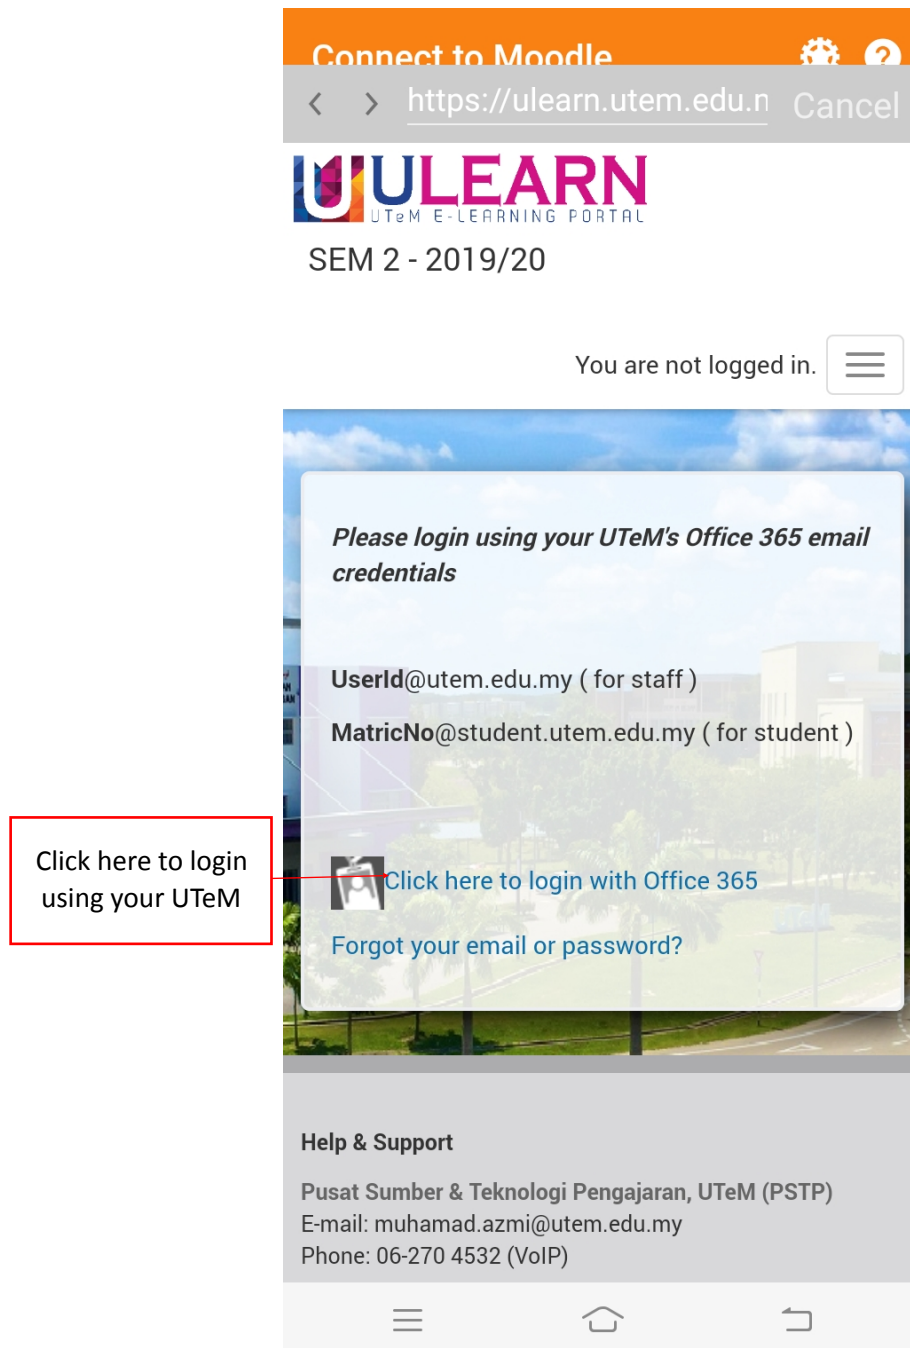 Connect to Moodle
https://ulearn.utem.edu.n Cancel
ULEARN
UTeM E-LEARNING PORTAL
SEM 2 - 2019/20
You are not logged in.
Please login using your UTeM's Office 365 email
credentials
UserId@utem.edu.my ( for staff )
MatricNo@student.utem.edu.my ( for student )
Click here to login
using your UTeM
Click here to login with Office 365
Forgot your email or password?
Help & Support
Pusat Sumber & Teknologi Pengajaran, UTeM (PSTP)
E-mail: muhamad.azmi@utem.edu.my
Phone: 06-270 4532 (VoIP)